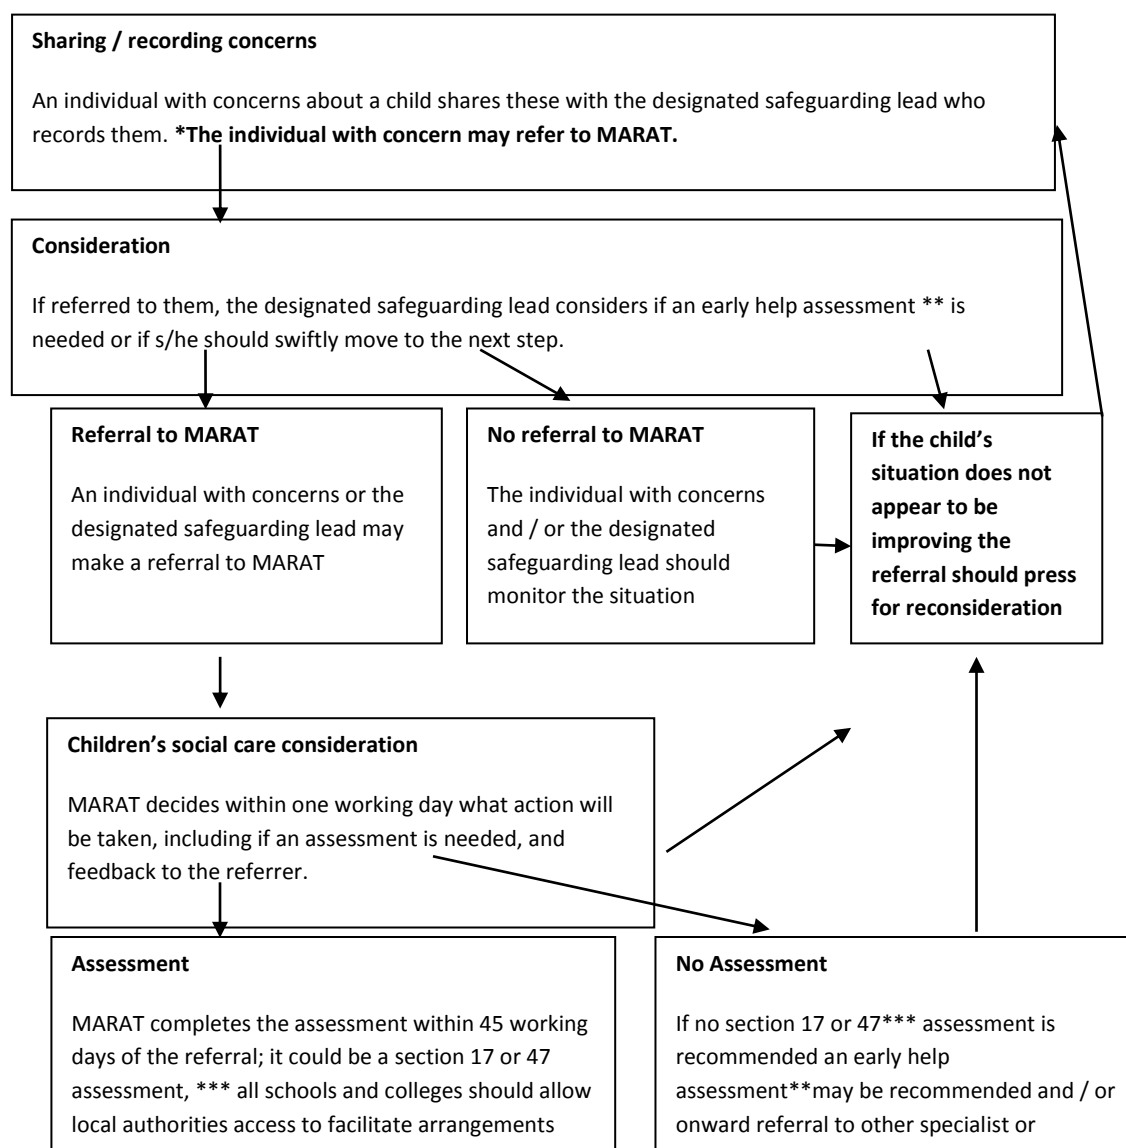 Sharing / recording concerns
An individual with concerns about a child shares these with the designated safeguarding lead who
records them. *The individual with concern may refer to MARAT.
Consideration
If referred to them, the designated safeguarding lead considers if an early help assessment ** is
needed or if s/he should swiftly move to the next step.
Referral to MARAT
An individual with concerns or the
designated safeguarding lead may
make a referral to MARAT
No referral to MARAT
The individual with concerns
and / or the designated
safeguarding lead should
monitor the situation
If the child’s
situation does not
appear to be
improving the
referral should press
for reconsideration
Children’s social care consideration
MARAT decides within one working day what action will
be taken, including if an assessment is needed, and
feedback to the referrer.
Assessment
MARAT completes the assessment within 45 working
days of the referral; it could be a section 17 or 47
assessment, *** all schools and colleges should allow
local authorities access to facilitate arrangements
No Assessment
If no section 17 or 47*** assessment is
recommended an early help
assessment**may be recommended and / or
onward referral to other specialist or